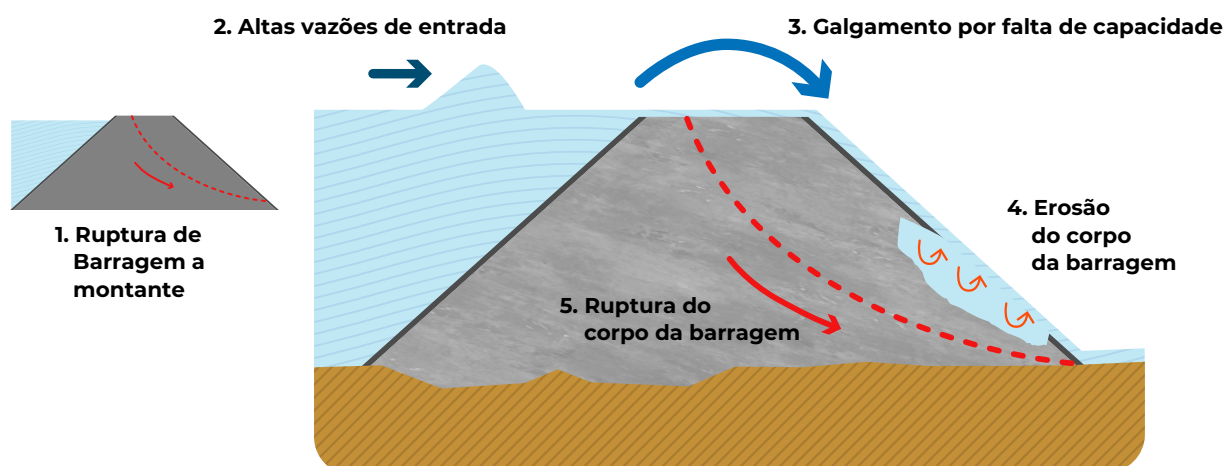 2. Altas vazões de entrada
3. Galgamento por falta de capacidade
1. Ruptura de
Barragem a
montante
4. Erosão
do corpo
da barragem
5. Ruptura do
corpo da barragem